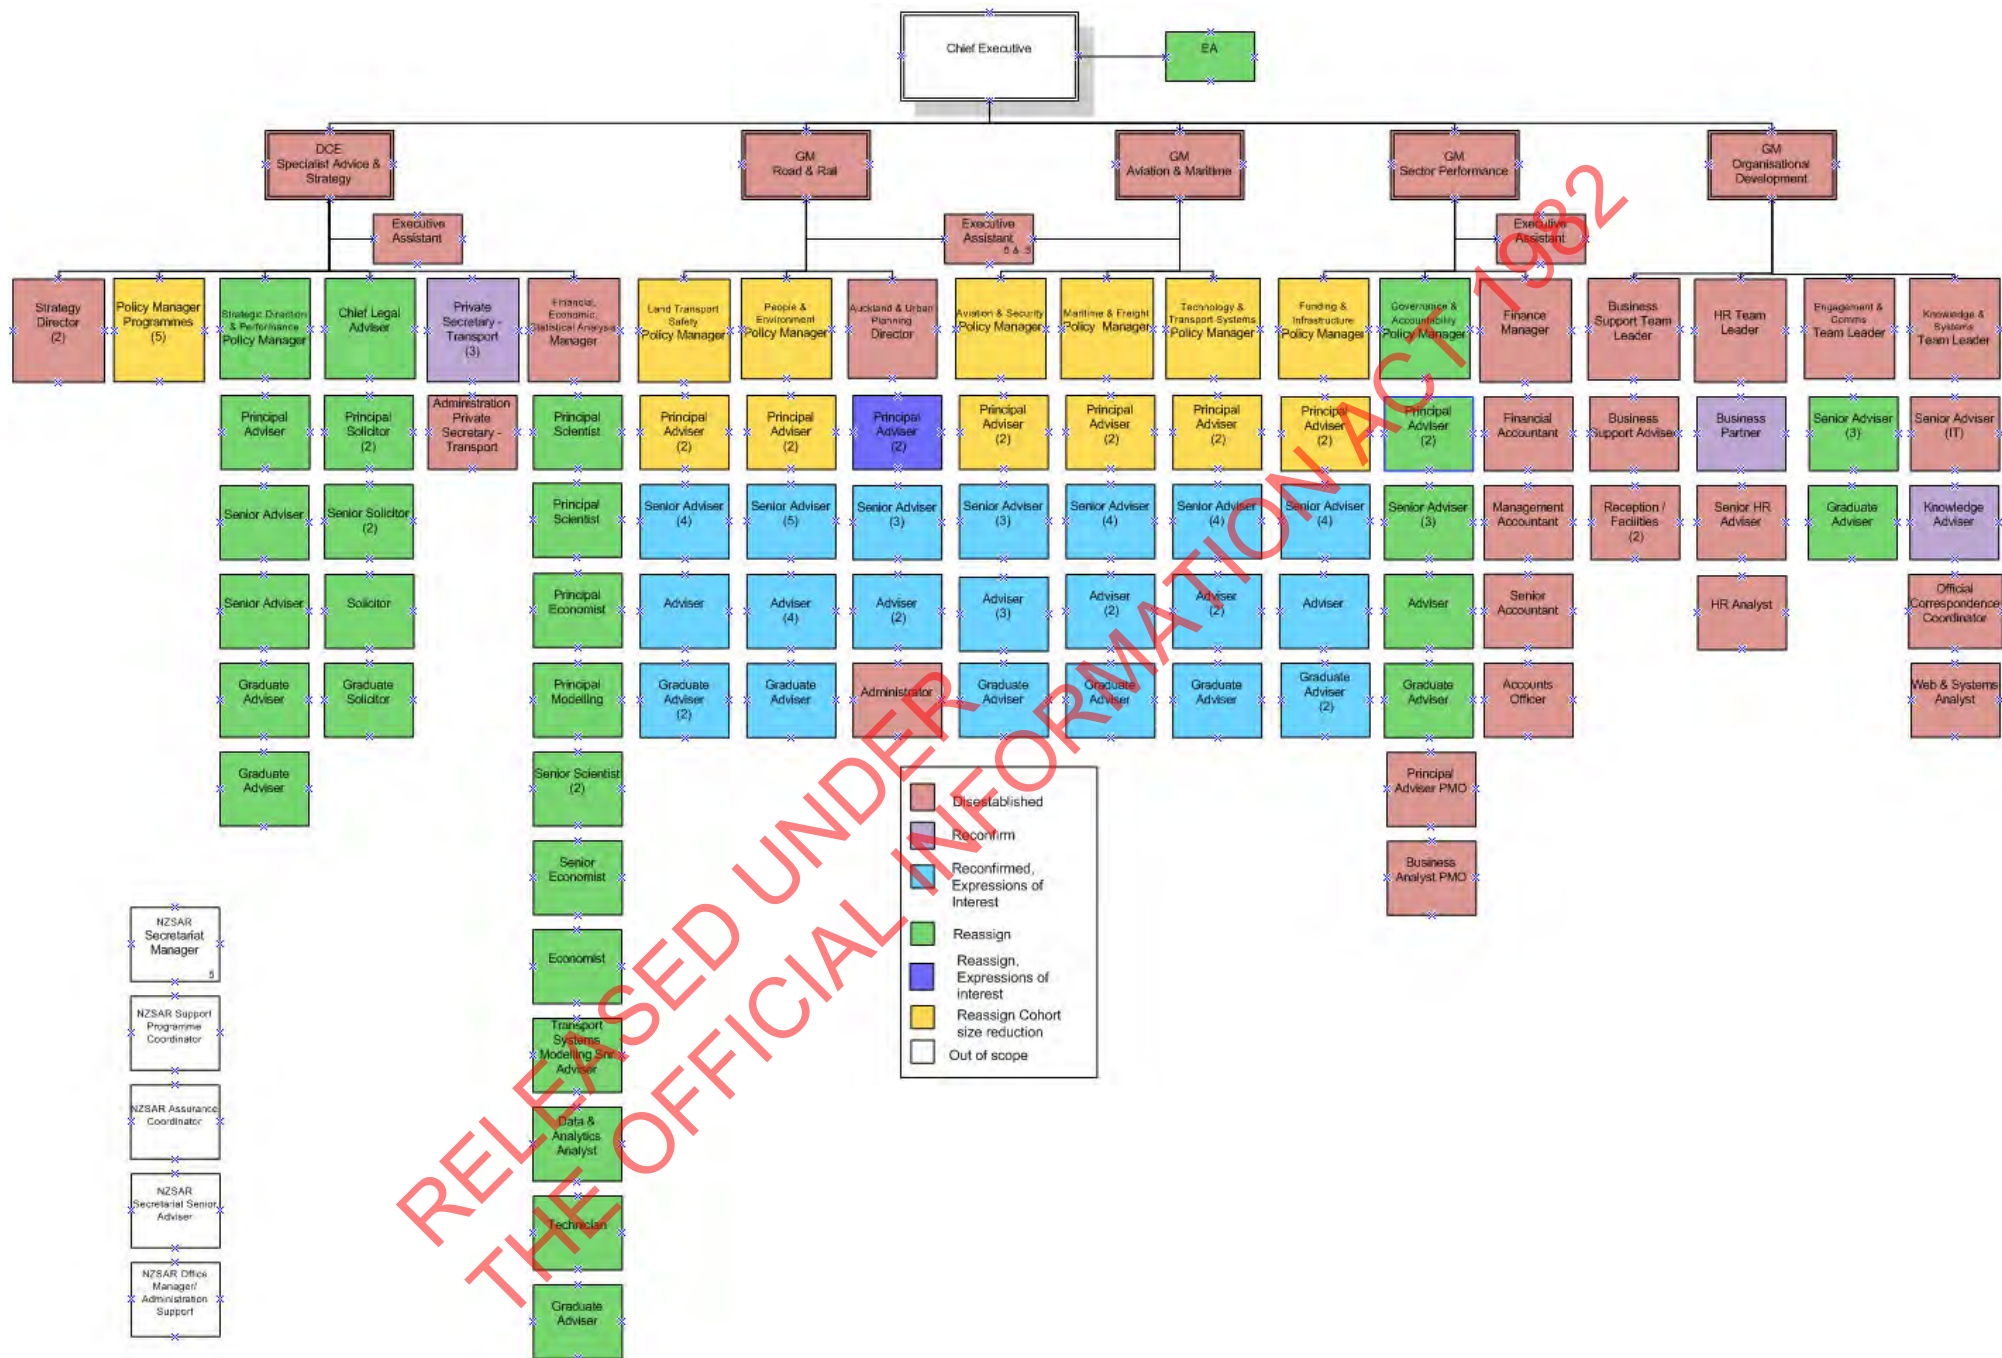 Chief Executive
EA
DCE
Specialist Advice &
Strategy
GM
Road & Rail
GM
Aviation & Maritime
GM
Sector Performance
GM
Organisational
Development
Executive
Assistant
Executive
Assistant
Executive
Assistant
Strategy
Director
(2)
Policy Manager
Programmes
(5)
Strategic Direction
& Performance
Policy Manager
Chief Legal
Adviser
Private
Secretary -
Transport
(3)
Financial,
Economic,
Statistical Analysis
Manager
Land Transport
Safety
Policy Manager
People &
Environment
Policy Manager
Auckland & Urban
Planning
Director
Aviation & Security
Policy Manager
Maritime & Freight
Policy Manager
Technology &
Transport Systems
Policy Manager
Funding &
Infrastructure
Policy Manager
Governance &
Accountability
Policy Manager
Finance
Manager
Business
Support Team
Leader
HR Team
Leader
Engagement &
Comms
Team Leader
Knowledge &
Systems
Team Leader
Principal
Adviser
Principal
Solicitor
(2)
Administration
Private
Secretary -
Transport
Principal
Scientist
Principal
Adviser
(2)
Principal
Adviser
(2)
Principal
Adviser
(2)
Principal
Adviser
(2)
Principal
Adviser
(2)
Principal
Adviser
(2)
Principal
Adviser
(2)
Principal
Adviser
(2)
Financial
Accountant
Business
Support Adviser
Business
Partner
Senior Adviser
(3)
Senior Adviser
(IT)
Senior Adviser
Senior Solicitor
(2)
Principal
Scientist
Senior Adviser
(4)
Senior Adviser
(5)
Senior Adviser
(3)
Senior Adviser
(3)
Senior Adviser
(4)
Senior Adviser
(4)
Senior Adviser
(4)
Senior Adviser
(3)
Management
Accountant
Reception /
Facilities
(2)
Senior HR
Adviser
Graduate
Adviser
Knowledge
Adviser
Senior Adviser
Solicitor
Principal
Economist
Adviser
Adviser
(4)
Adviser
(2)
Adviser
(3)
Adviser
(2)
Adviser
(2)
Adviser
Adviser
Senior
Accountant
HR Analyst
Official
Correspondence
Coordinator
Graduate
Adviser
Graduate
Solicitor
Principal
Modelling
Graduate
Adviser
(2)
Graduate
Adviser
Administrator
Graduate
Adviser
Graduate
Adviser
Graduate
Adviser
Graduate
Adviser
(2)
Graduate
Adviser
Accounts
Officer
Web & Systems
Analyst
Graduate
Adviser
Senior Scientist
(2)
Principal
Adviser PMO
Senior
Economist
Business
Analyst PMO
Economist
Transport
Systems
Modelling Snr
Adviser
Data &
Analytics
Analyst
Technician
Graduate
Adviser
NZSAR
Secretariat
Manager
5
NZSAR Support
Programme
Coordinator
NZSAR Assurance
Coordinator
NZSAR
Secretariat Senior
Adviser
NZSAR Office
Manager/
Administration
Support
Disestablished
Reconfirm
Reconfirmed,
Expressions of
Interest
Reassign
Reassign,
Expressions of
interest
Reassign Cohort
size reduction
Out of scope
RELEASED UNDER
THE OFFICIAL INFORMATION ACT 1982